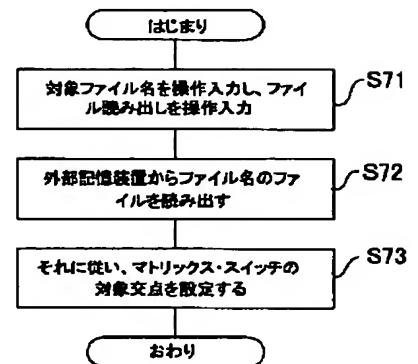 はじまり
対象ファイル名を操作入力し、ファイ
ル読み出しを操作入力
S71
外部記憶装置からファイル名のファ
イルを読み出す
S72
それに従い、マトリックス・スイッチの
対象交点を設定する
S73
おわり